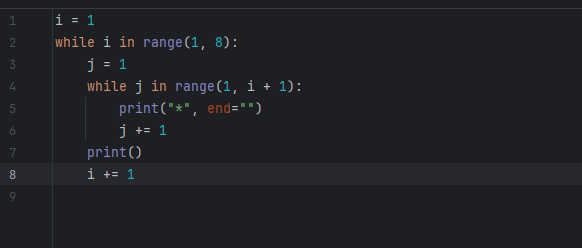 1 i = 1
2 while i in range(1, 8):
3     j = 1
4     while j in range(1, i + 1):
5         print("*", end="")
6         j += 1
7     print()
8     i += 1
9